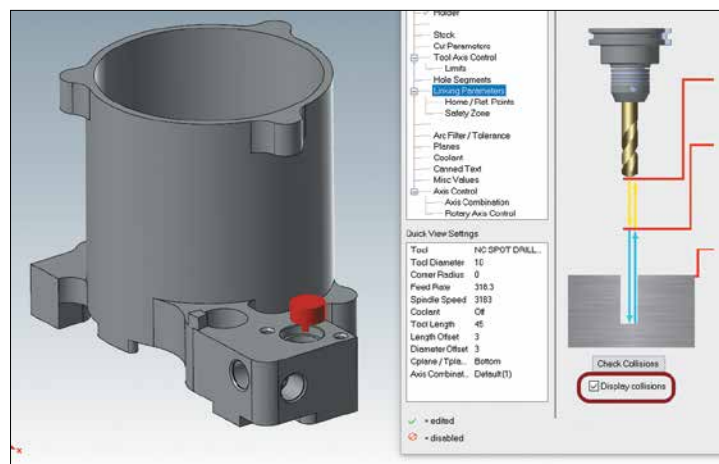 Holder
Stock
Cut Parameters
Tool Axis Control
Limits
Hole Segments
Linking Parameters
Home / Ref. Points
Safety Zone
Arc Filter / Tolerance
Planes
Coolant
Canned Text
Misc Values
Axis Control
Axis Combination
Rotary Axis Control
Quick View Settings
Tool NC SPOT DRILL...
Tool Diameter 10
Corner Radius 0
Feed Rate 318.3
Spindle Speed 3183
Coolant Off
Tool Length 45
Length Offset 3
Diameter Offset 3
Cplane / Tpla... Bottom
Axis Combinat... Default (1)
Check Collisions
Display collisions
= edited
= disabled
x